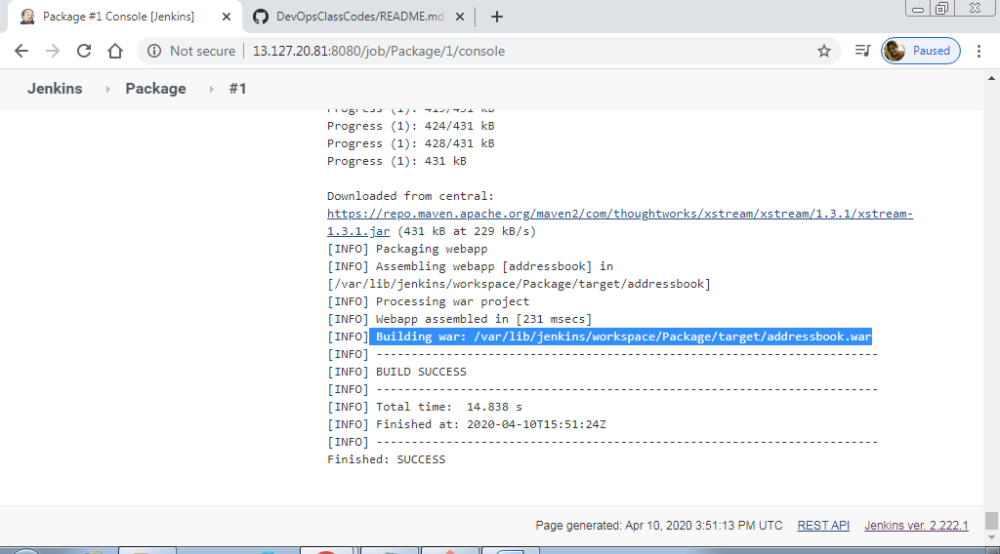 Package #1 Console [Jenkins]
DevOpsClassCodes/README.md
Not secure
13.127.20.81:8080/job/Package/1/console
Paused
Jenkins
Package
#1
Progress (1): 419/431 kB
Progress (1): 424/431 kB
Progress (1): 428/431 kB
Progress (1): 431 kB
Downloaded from central:
https://repo.maven.apache.org/maven2/com/thoughtworks/xstream/xstream/1.3.1/xstream-
1.3.1.jar (431 kB at 229 kB/s)
[INFO] Packaging webapp
[INFO] Assembling webapp [addressbook] in
[/var/lib/jenkins/workspace/Package/target/addressbook]
[INFO] Processing war project
[INFO] Webapp assembled in [231 msecs]
[INFO] Building war: /var/lib/jenkins/workspace/Package/target/addressbook.war
[INFO] ------------------------------------------------------------------------
[INFO] BUILD SUCCESS
[INFO] ------------------------------------------------------------------------
[INFO] Total time:  14.838 s
[INFO] Finished at: 2020-04-10T15:51:24Z
[INFO] ------------------------------------------------------------------------
Finished: SUCCESS
Page generated: Apr 10, 2020 3:51:13 PM UTC
REST API
Jenkins ver. 2.222.1